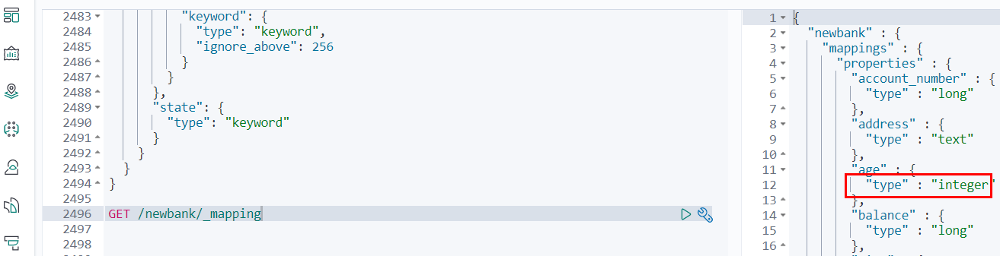 2483 "keyword": {
2484 "type": "keyword",
2485 "ignore_above": 256
2486 }
2487 }
2488 },
2489 "state": {
2490 "type": "keyword"
2491 }
2492 }
2493 }
2494 }
2495
2496 GET /newbank/_mapping
2497
2498
1 {
2 "newbank" : {
3 "mappings" : {
4 "properties" : {
5 "account_number" : {
6 "type" : "long"
7 },
8 "address" : {
9 "type" : "text"
10 },
11 "age" : {
12 "type" : "integer"
13 },
14 "balance" : {
15 "type" : "long"
16 },